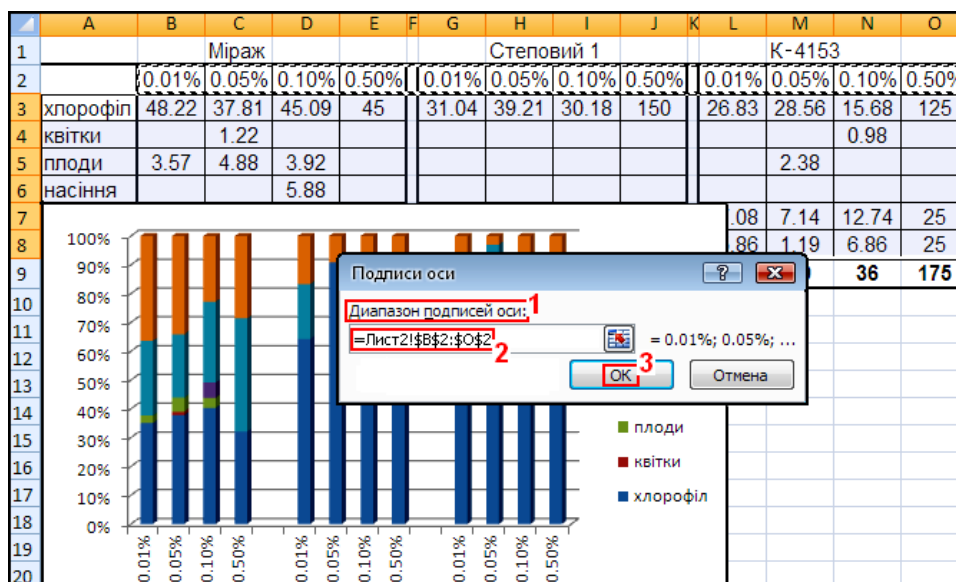 A B C D E F G H I J K L M N O
1 Міраж Степовий 1 К-4153
2 0.01% 0.05% 0.10% 0.50% 0.01% 0.05% 0.10% 0.50% 0.01% 0.05% 0.10% 0.50%
3 хлорофіл 48.22 37.81 45.09 45 31.04 39.21 30.18 150 26.83 28.56 15.68 125
4 квітки 1.22 0.98
5 плоди 3.57 4.88 3.92 2.38
6 насіння 5.88
7 .08 7.14 12.74 25
8 .86 1.19 6.86 25
9 36 175
10
11
12
13
14
15
16
17
18
19
20
100%
90%
80%
70%
60%
50%
40%
30%
20%
10%
0%
0.01% 0.05% 0.10% 0.50% 0.01% 0.05% 0.10% 0.50% 0.01% 0.05% 0.10% 0.50%
плоди
квітки
хлорофіл
Подписи оси ?
Диапазон подписей оси: 1
=Лист2!$B$2:$O$2 2 = 0.01%; 0.05%; ...
ОК 3 Отмена